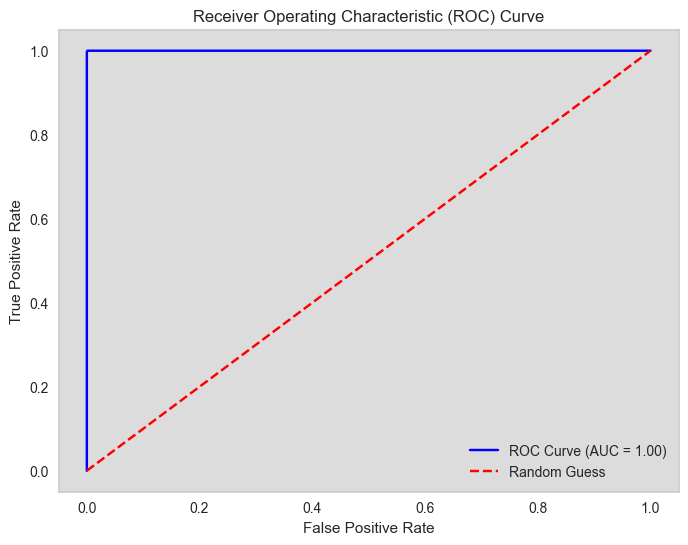 Receiver Operating Characteristic (ROC) Curve
True Positive Rate
1.0
0.8
0.6
0.4
0.2
0.0
ROC Curve (AUC = 1.00)
Random Guess
0.0 0.2 0.4 0.6 0.8 1.0
False Positive Rate